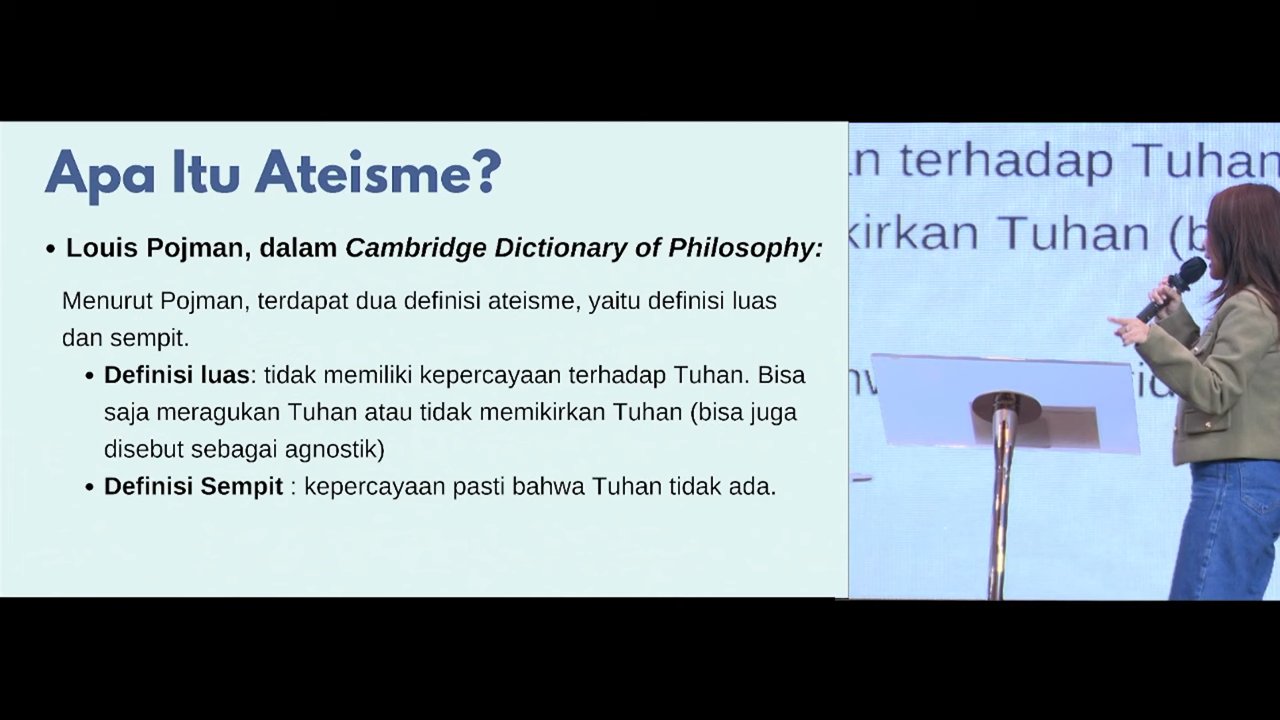 Apa Itu Ateisme?
• Louis Pojman, dalam Cambridge Dictionary of Philosophy:
Menurut Pojman, terdapat dua definisi ateisme, yaitu definisi luas
dan sempit.
• Definisi luas: tidak memiliki kepercayaan terhadap Tuhan. Bisa
saja meragukan Tuhan atau tidak memikirkan Tuhan (bisa juga
disebut sebagai agnostik)
• Definisi Sempit : kepercayaan pasti bahwa Tuhan tidak ada.
n terhadap Tuhan
kirkan Tuhan (b